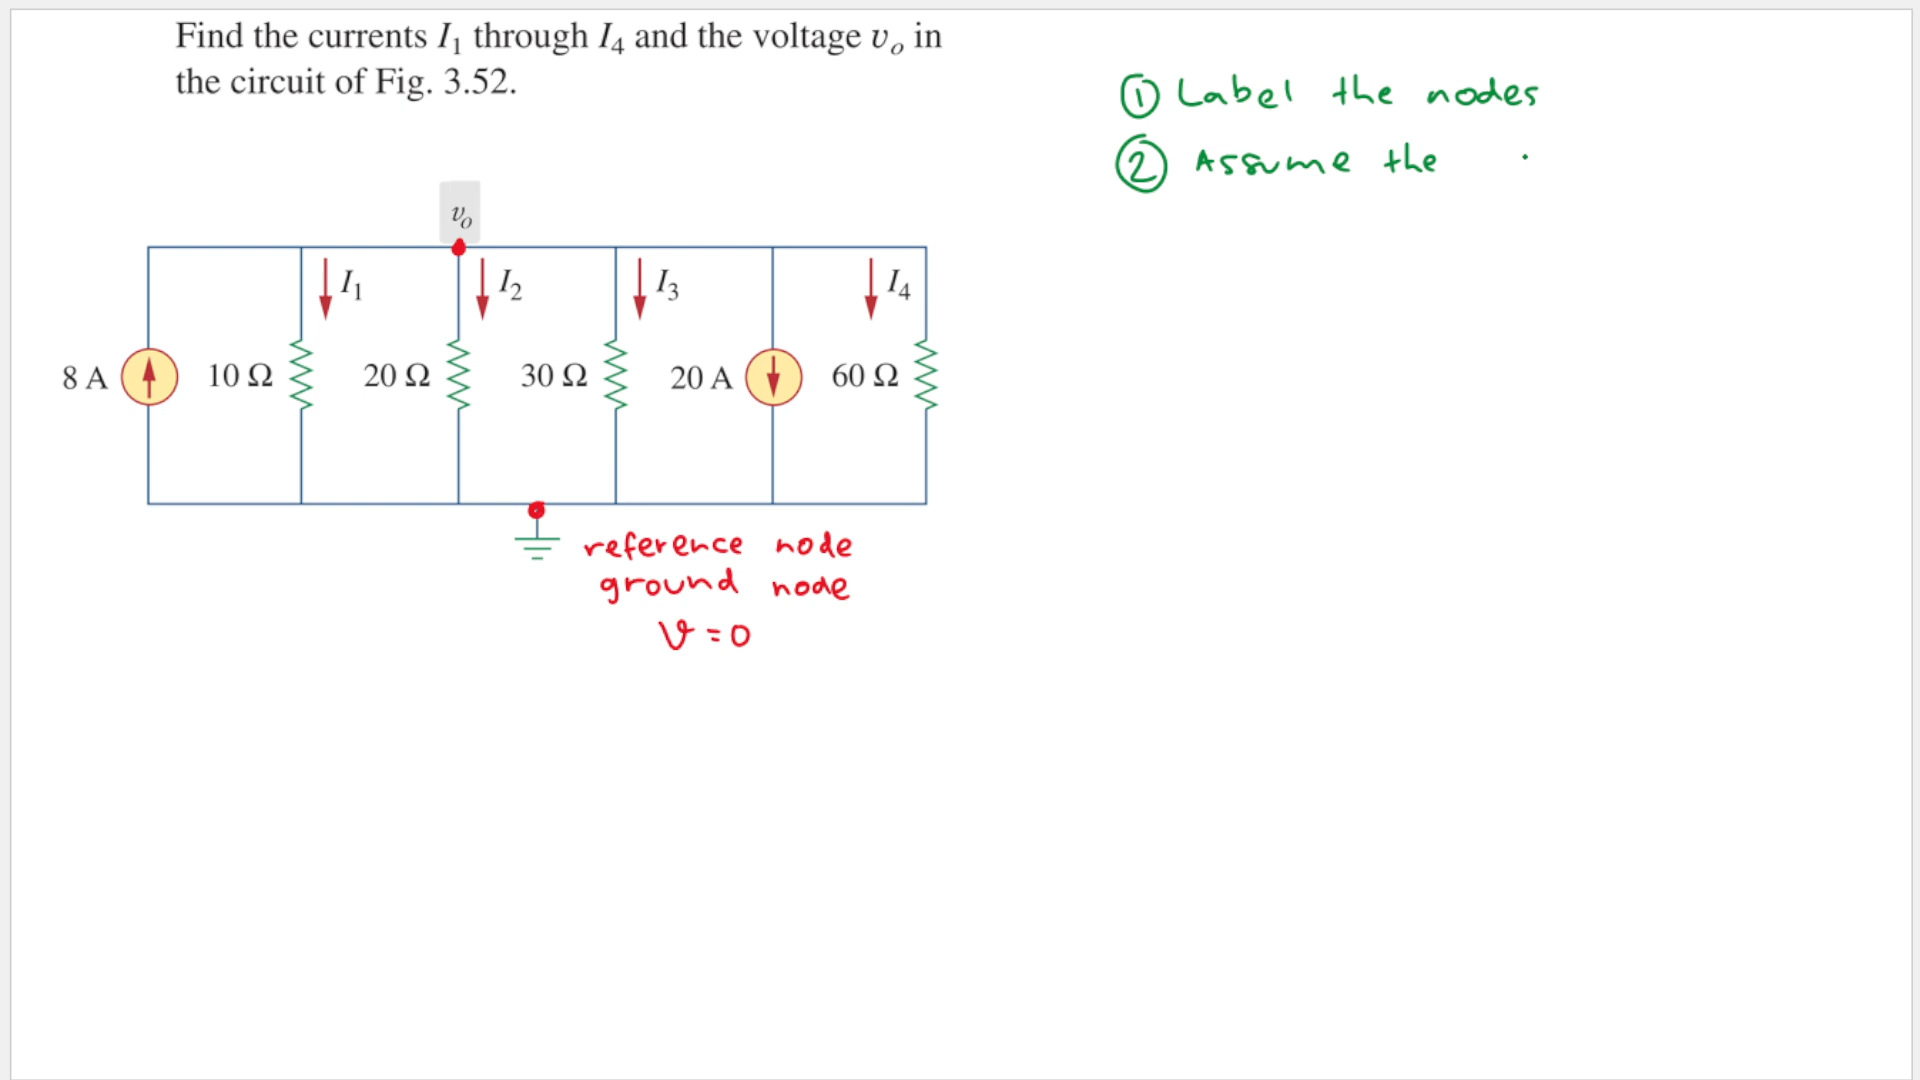 Find the currents I₁ through I₄ and the voltage vₒ in
the circuit of Fig. 3.52.
① Label the nodes
② Assume the
vₒ
I₁
I₂
I₃
I₄
8 A
10 Ω
20 Ω
30 Ω
20 A
60 Ω
reference node
ground node
V = 0